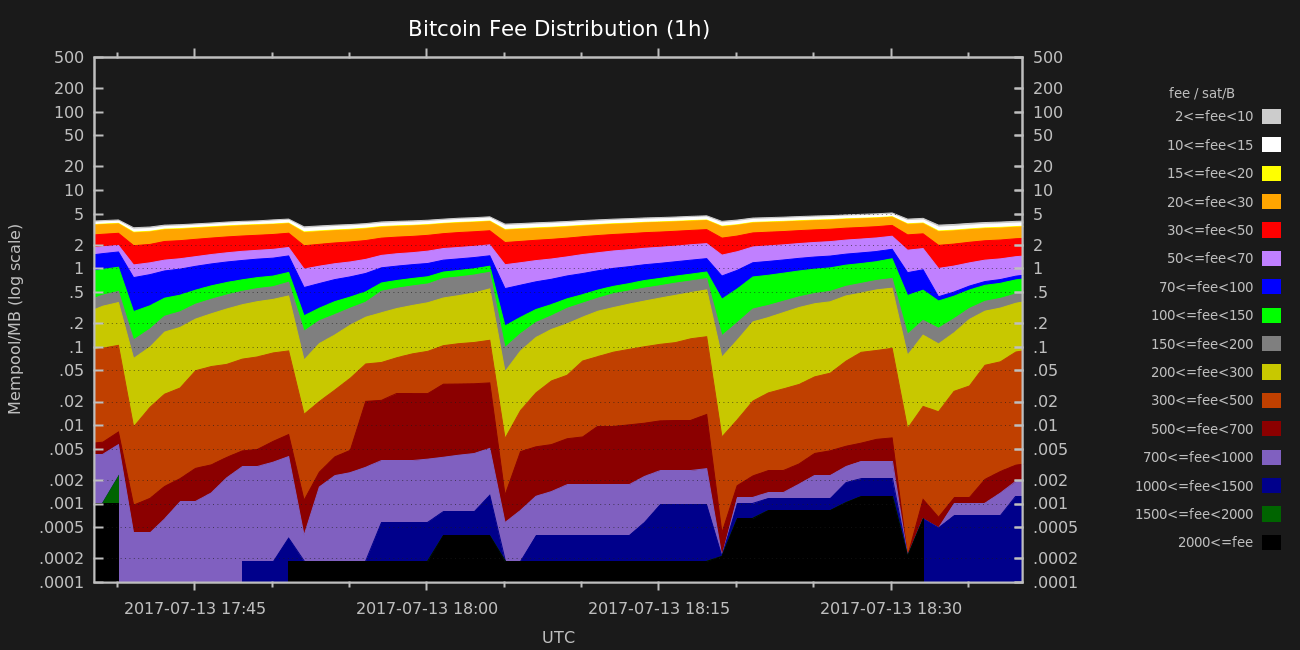 Bitcoin Fee Distribution (1h)
500
200
100
50
20
10
5
2
1
.5
.2
.1
.05
.02
.01
.005
.002
.001
.0005
.0002
.0001
Mempool/MB (log scale)
500
200
100
50
20
10
5
2
1
.5
.2
.1
.05
.02
.01
.005
.002
.001
.0005
.0002
.0001
2017-07-13 17:45
2017-07-13 18:00
2017-07-13 18:15
2017-07-13 18:30
UTC
fee / sat/B
2<=fee<10
10<=fee<15
15<=fee<20
20<=fee<30
30<=fee<50
50<=fee<70
70<=fee<100
100<=fee<150
150<=fee<200
200<=fee<300
300<=fee<500
500<=fee<700
700<=fee<1000
1000<=fee<1500
1500<=fee<2000
2000<=fee